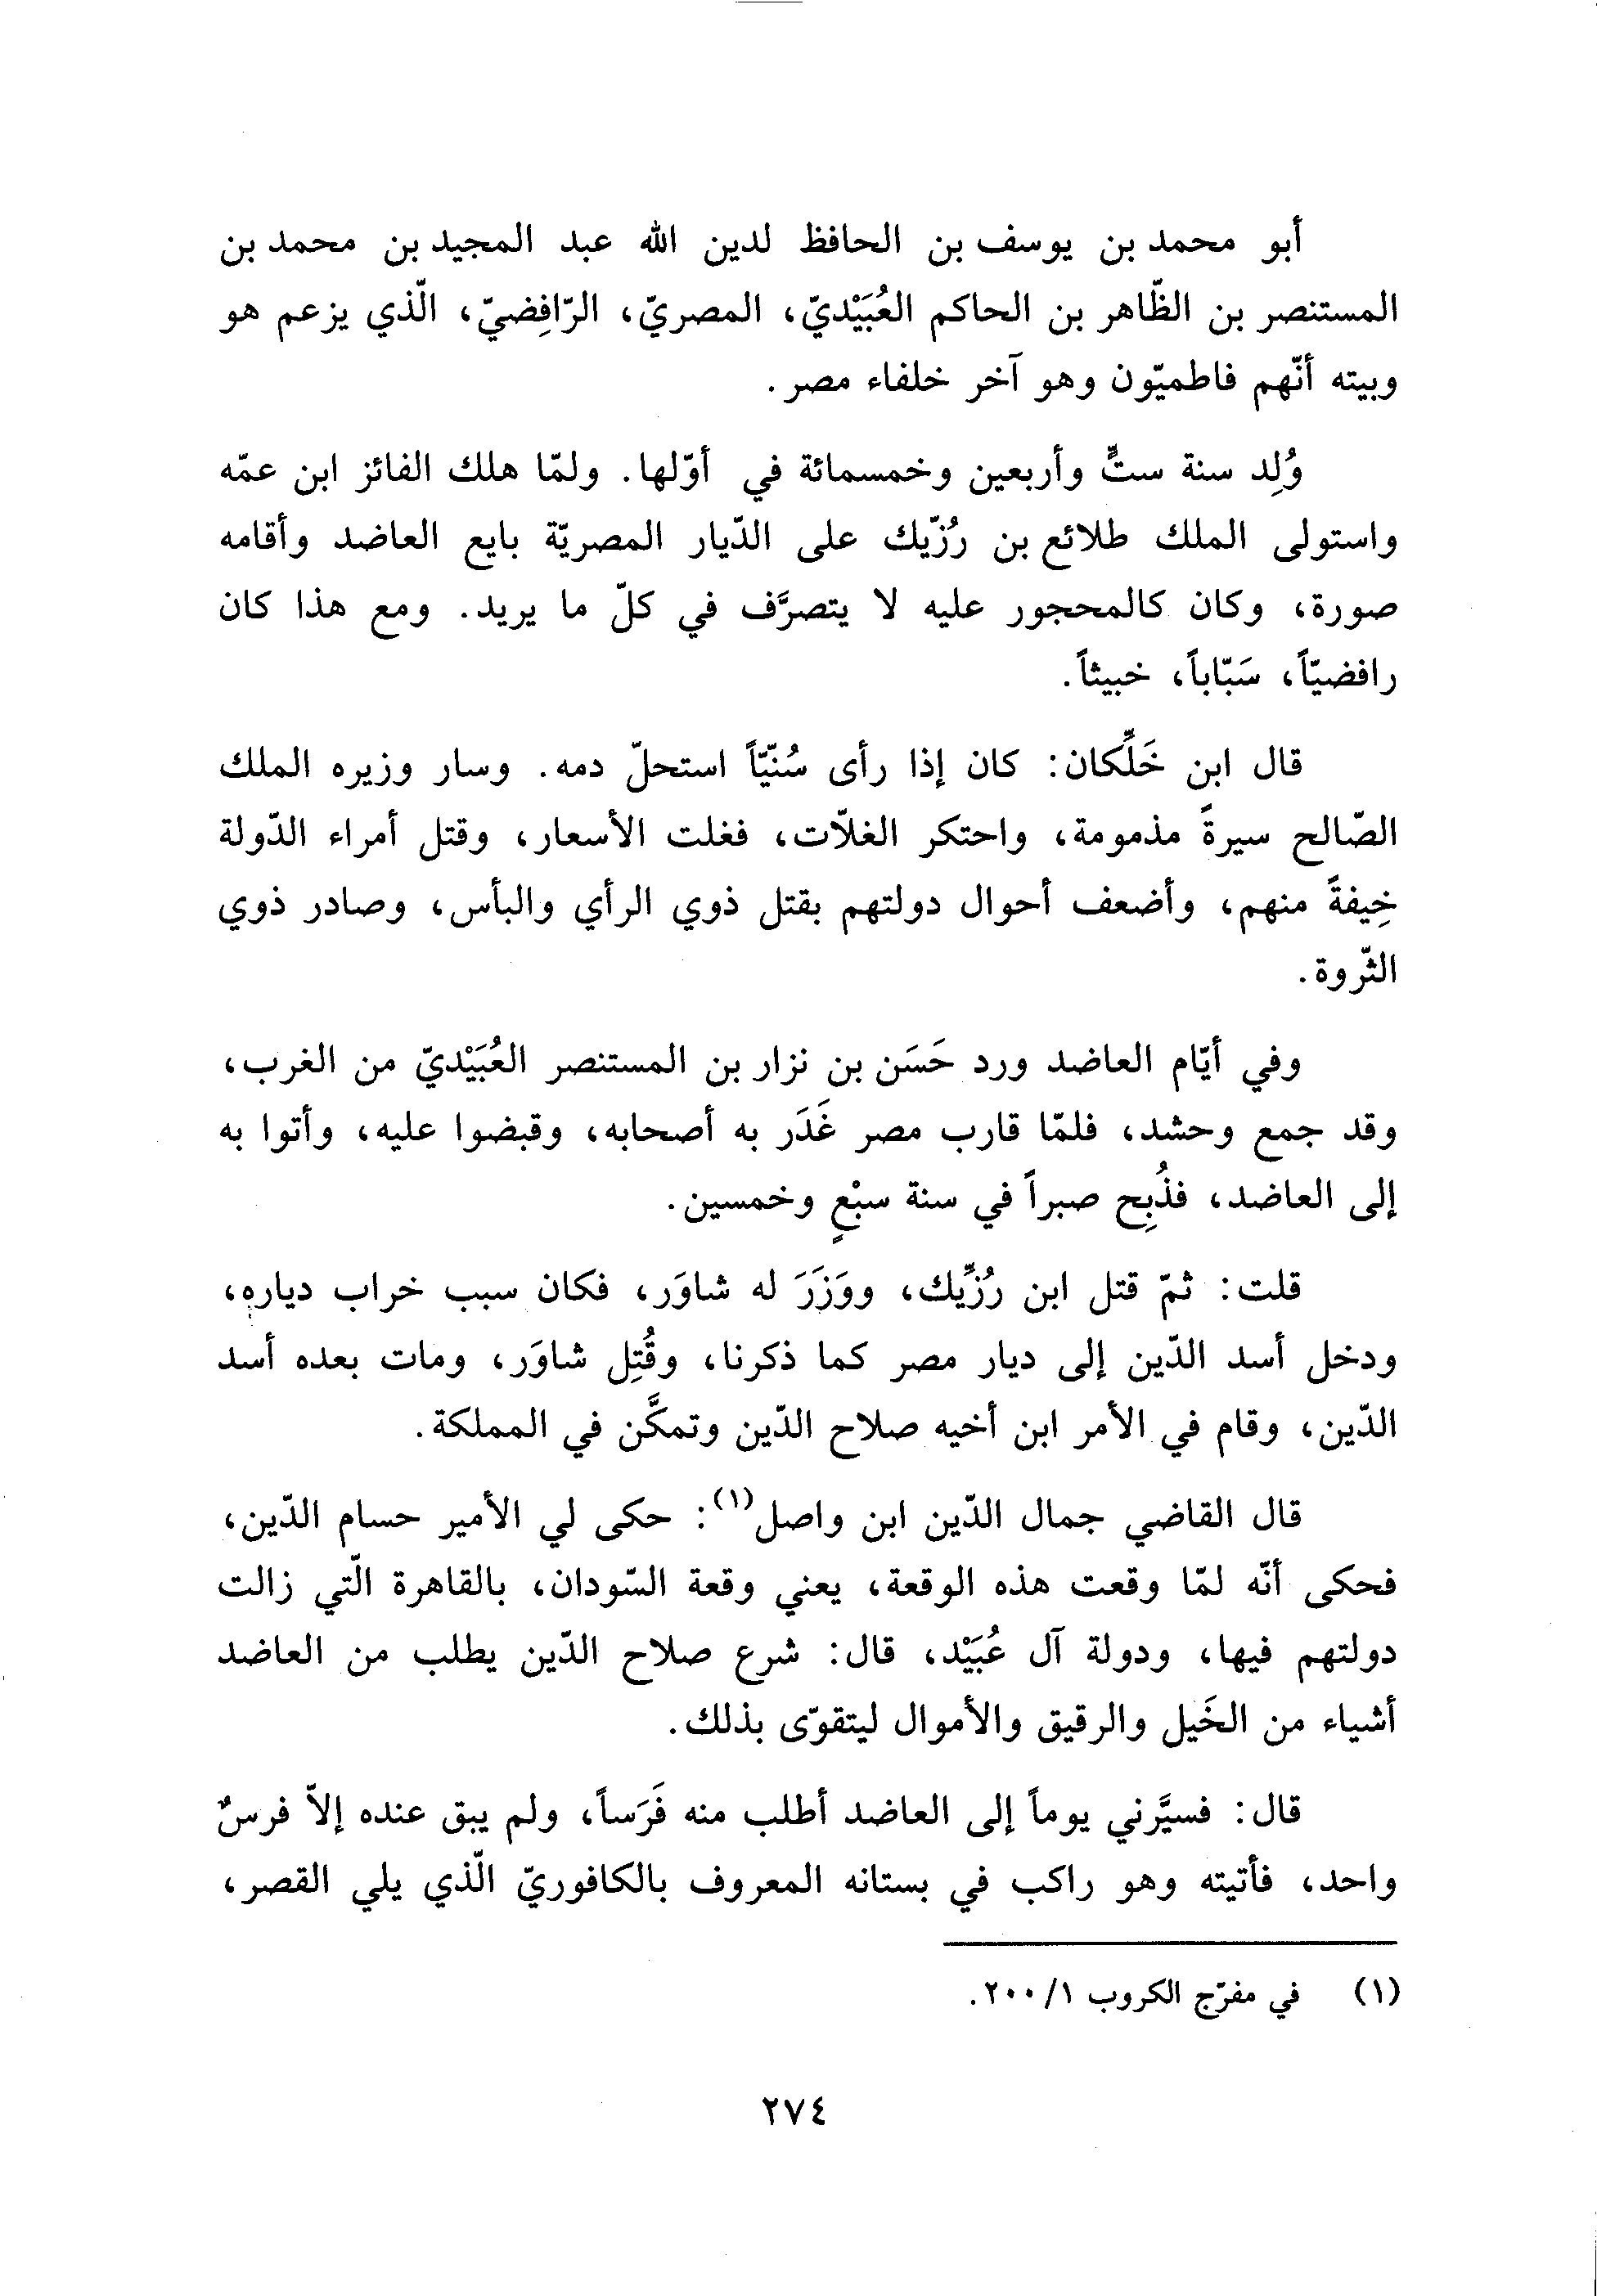 أبو محمد بن يوسف بن الحافظ لدين الله عبد المجيد بن محمد بن
المستنصر بن الظّاهر بن الحاكم العُبَيْديّ، المصريّ، الرّافِضيّ، الّذي يزعم هو
وبيته أنّهم فاطميّون وهو آخر خلفاء مصر.
وُلِد سنة ستٍّ وأربعين وخمسمائة في أوّلها. ولمّا هلك الفائز ابن عمّه
واستولى الملك طلائع بن رُزّيك على الدّيار المصريّة بايع العاضد وأقامه
صورة، وكان كالمحجور عليه لا يتصرَّف في كلّ ما يريد. ومع هذا كان
رافضيّاً، سَبّاباً، خبيثاً.
قال ابن خَلِّكان: كان إذا رأى سُنّيّاً استحلّ دمه. وسار وزيره الملك
الصّالح سيرةً مذمومة، واحتكر الغلاّت، فغلت الأسعار، وقتل أمراء الدّولة
خِيفةً منهم، وأضعف أحوال دولتهم بقتل ذوي الرأي والبأس، وصادر ذوي
الثّروة.
وفي أيّام العاضد ورد حَسَن بن نزار بن المستنصر العُبَيْديّ من الغرب،
وقد جمع وحشد، فلمّا قارب مصر غَدَر به أصحابه، وقبضوا عليه، وأتوا به
إلى العاضد، فذُبِح صبراً في سنة سبْعٍ وخمسين.
قلت: ثمّ قتل ابن رُزِّيك، ووَزَرَ له شاوَر، فكان سبب خراب دياره،
ودخل أسد الدّين إلى ديار مصر كما ذكرنا، وقُتِل شاوَر، ومات بعده أسد
الدّين، وقام في الأمر ابن أخيه صلاح الدّين وتمكَّن في المملكة.
قال القاضي جمال الدّين ابن واصل(١): حكى لي الأمير حسام الدّين،
فحكى أنّه لمّا وقعت هذه الوقعة، يعني وقعة السّودان، بالقاهرة الّتي زالت
دولتهم فيها، ودولة آل عُبَيْد، قال: شرع صلاح الدّين يطلب من العاضد
أشياء من الخَيل والرقيق والأموال ليتقوّى بذلك.
قال: فسيَّرني يوماً إلى العاضد أطلب منه فَرَساً، ولم يبق عنده إلاّ فرسٌ
واحد، فأتيته وهو راكب في بستانه المعروف بالكافوريّ الّذي يلي القصر،
(١) في مفرّج الكروب ٢٠٠/١.
٢٧٤